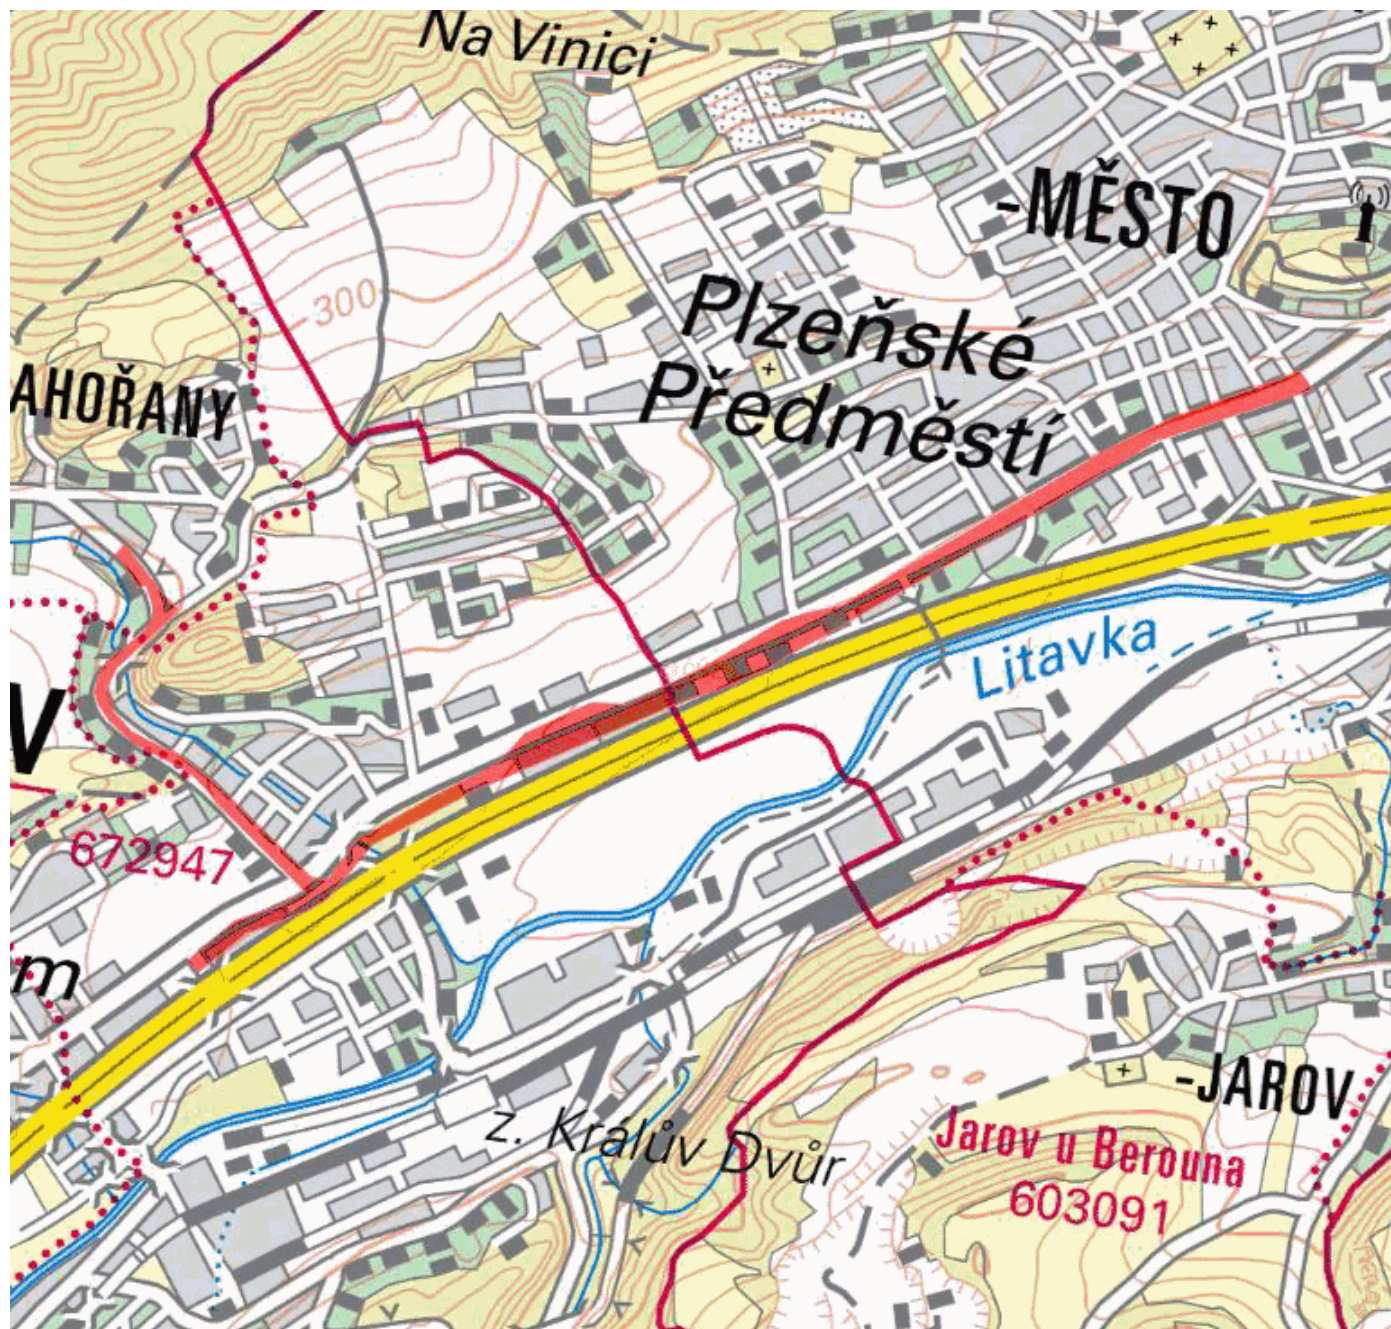 Na Vinici
-MĚSTO
Plzeňské
Předměstí
300
AHOŘANY
Litavka
V
672947
m
z. Králův Dvůr
-JAROV
Jarov u Berouna
603091